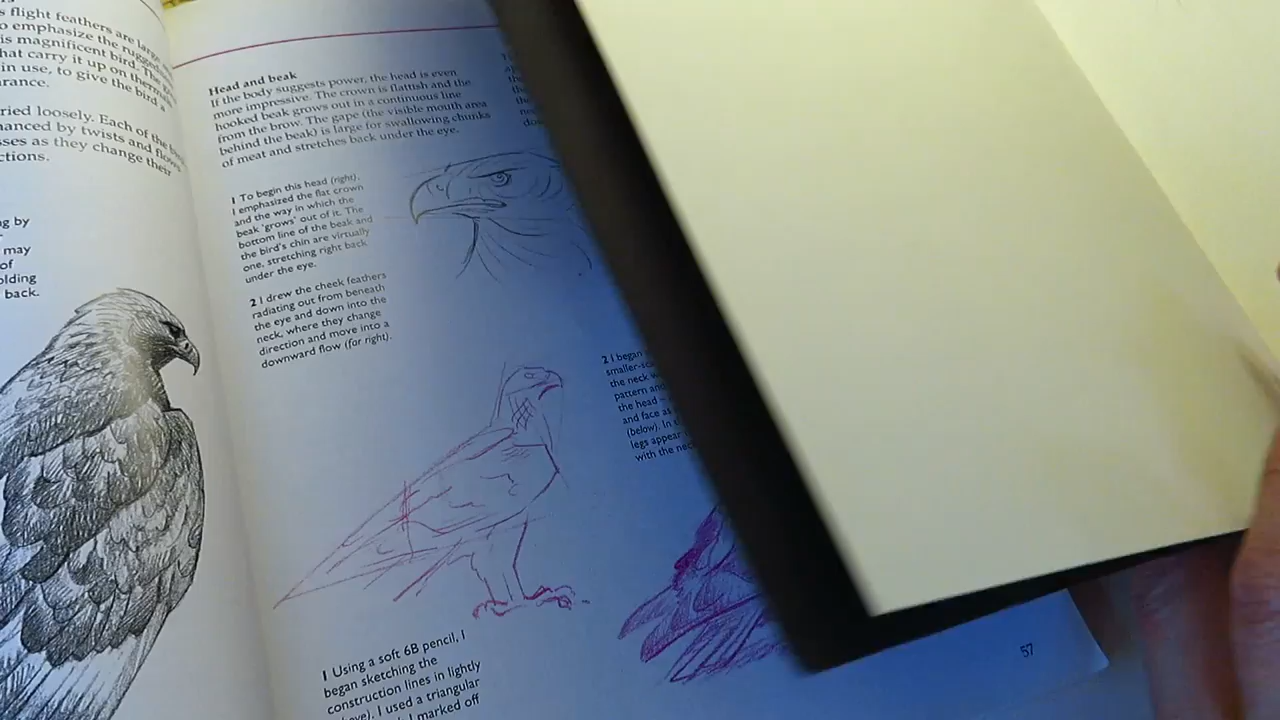 s flight feathers are large
o emphasize the rugged
is magnificent bird. The
hat carry it up on thermals
in use, to give the bird a
rance.
ried loosely. Each of the
hanced by twists and
sses as they change their
ctions.
ng by
may
of
olding
back.
Head and beak
If the body suggests power, the head is even
more impressive. The crown is flattish and the
hooked beak grows out in a continuous line
from the brow. The gape (the visible mouth area
behind the beak) is large for swallowing chunks
of meat and stretches back under the eye.
1 To begin this head (right),
I emphasized the flat crown
and the way in which the
beak 'grows' out of it. The
bottom line of the beak and
the bird's chin are virtually
one, stretching right back
under the eye.
2 I drew the cheek feathers
radiating out from beneath
the eye and down into the
neck, where they change
direction and move into a
downward flow (far right).
2 I began
smaller-sc
the neck w
pattern and
the head –
and face as
(below). In
legs appear
with the ne
1 Using a soft 6B pencil, I
began sketching the
construction lines in lightly
I used a triangular
I marked off
57